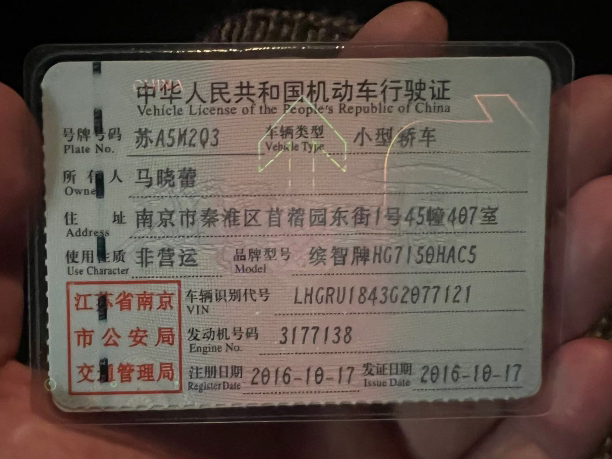 CHINA
中华人民共和国机动车行驶证
Vehicle License of the People's Republic of China
号牌号码 苏A5M2Q3 车辆类型 小型轿车
Plate No. Vehicle Type
所有人 马晓蕾
Owner
住址 南京市秦淮区苜蓿园东街1号45幢407室
Address
使用性质 非营运 品牌型号 缤智牌HG7150HAC5
Use Character Model
江苏省南京市公安局交通管理局
车辆识别代号 LHGRU1843G2077121
VIN
发动机号码 3177138
Engine No.
注册日期 2016-10-17 发证日期 2016-10-17
Register Date Issue Date